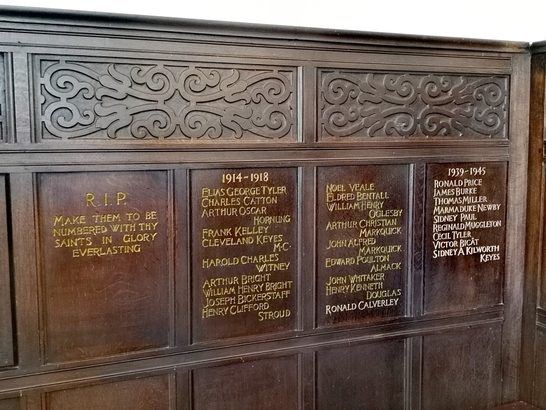 R.I.P.
MAKE THEM TO BE
NUMBERED WITH THY
SAINTS IN GLORY
EVERLASTING
1914-1918
ELIAS GEORGE TYLER
CHARLES CATTON
ARTHUR OSCAR
HORNUNG
FRANK KELLEY
CLEVELAND KEYES
M.C.
HAROLD CHARLES
WITNEY
ARTHUR BRIGHT
WILLIAM HENRY BRIGHT
JOSEPH BICKERSTAFF
HENRY CLIFFORD
STROUD
NOEL VEALE
ELDRED BENTALL
WILLIAM HENRY
OGLESBY
ARTHUR CHRISTIAN
MARKQUICK
JOHN ALFRED
MARKQUICK
EDWARD POULTON
ALMACK
JOHN WHITAKER
HENRY KENNETH
DOUGLAS
RONALD CALVERLEY
1939-1945
RONALD PRICE
JAMES BURKE
THOMAS MILLER
MARMADUKE NEWBY
SIDNEY PAUL
REGINALD MUGGLETON
CECIL TYLER
VICTOR BICÂT
SIDNEY A KILWORTH
KEYES